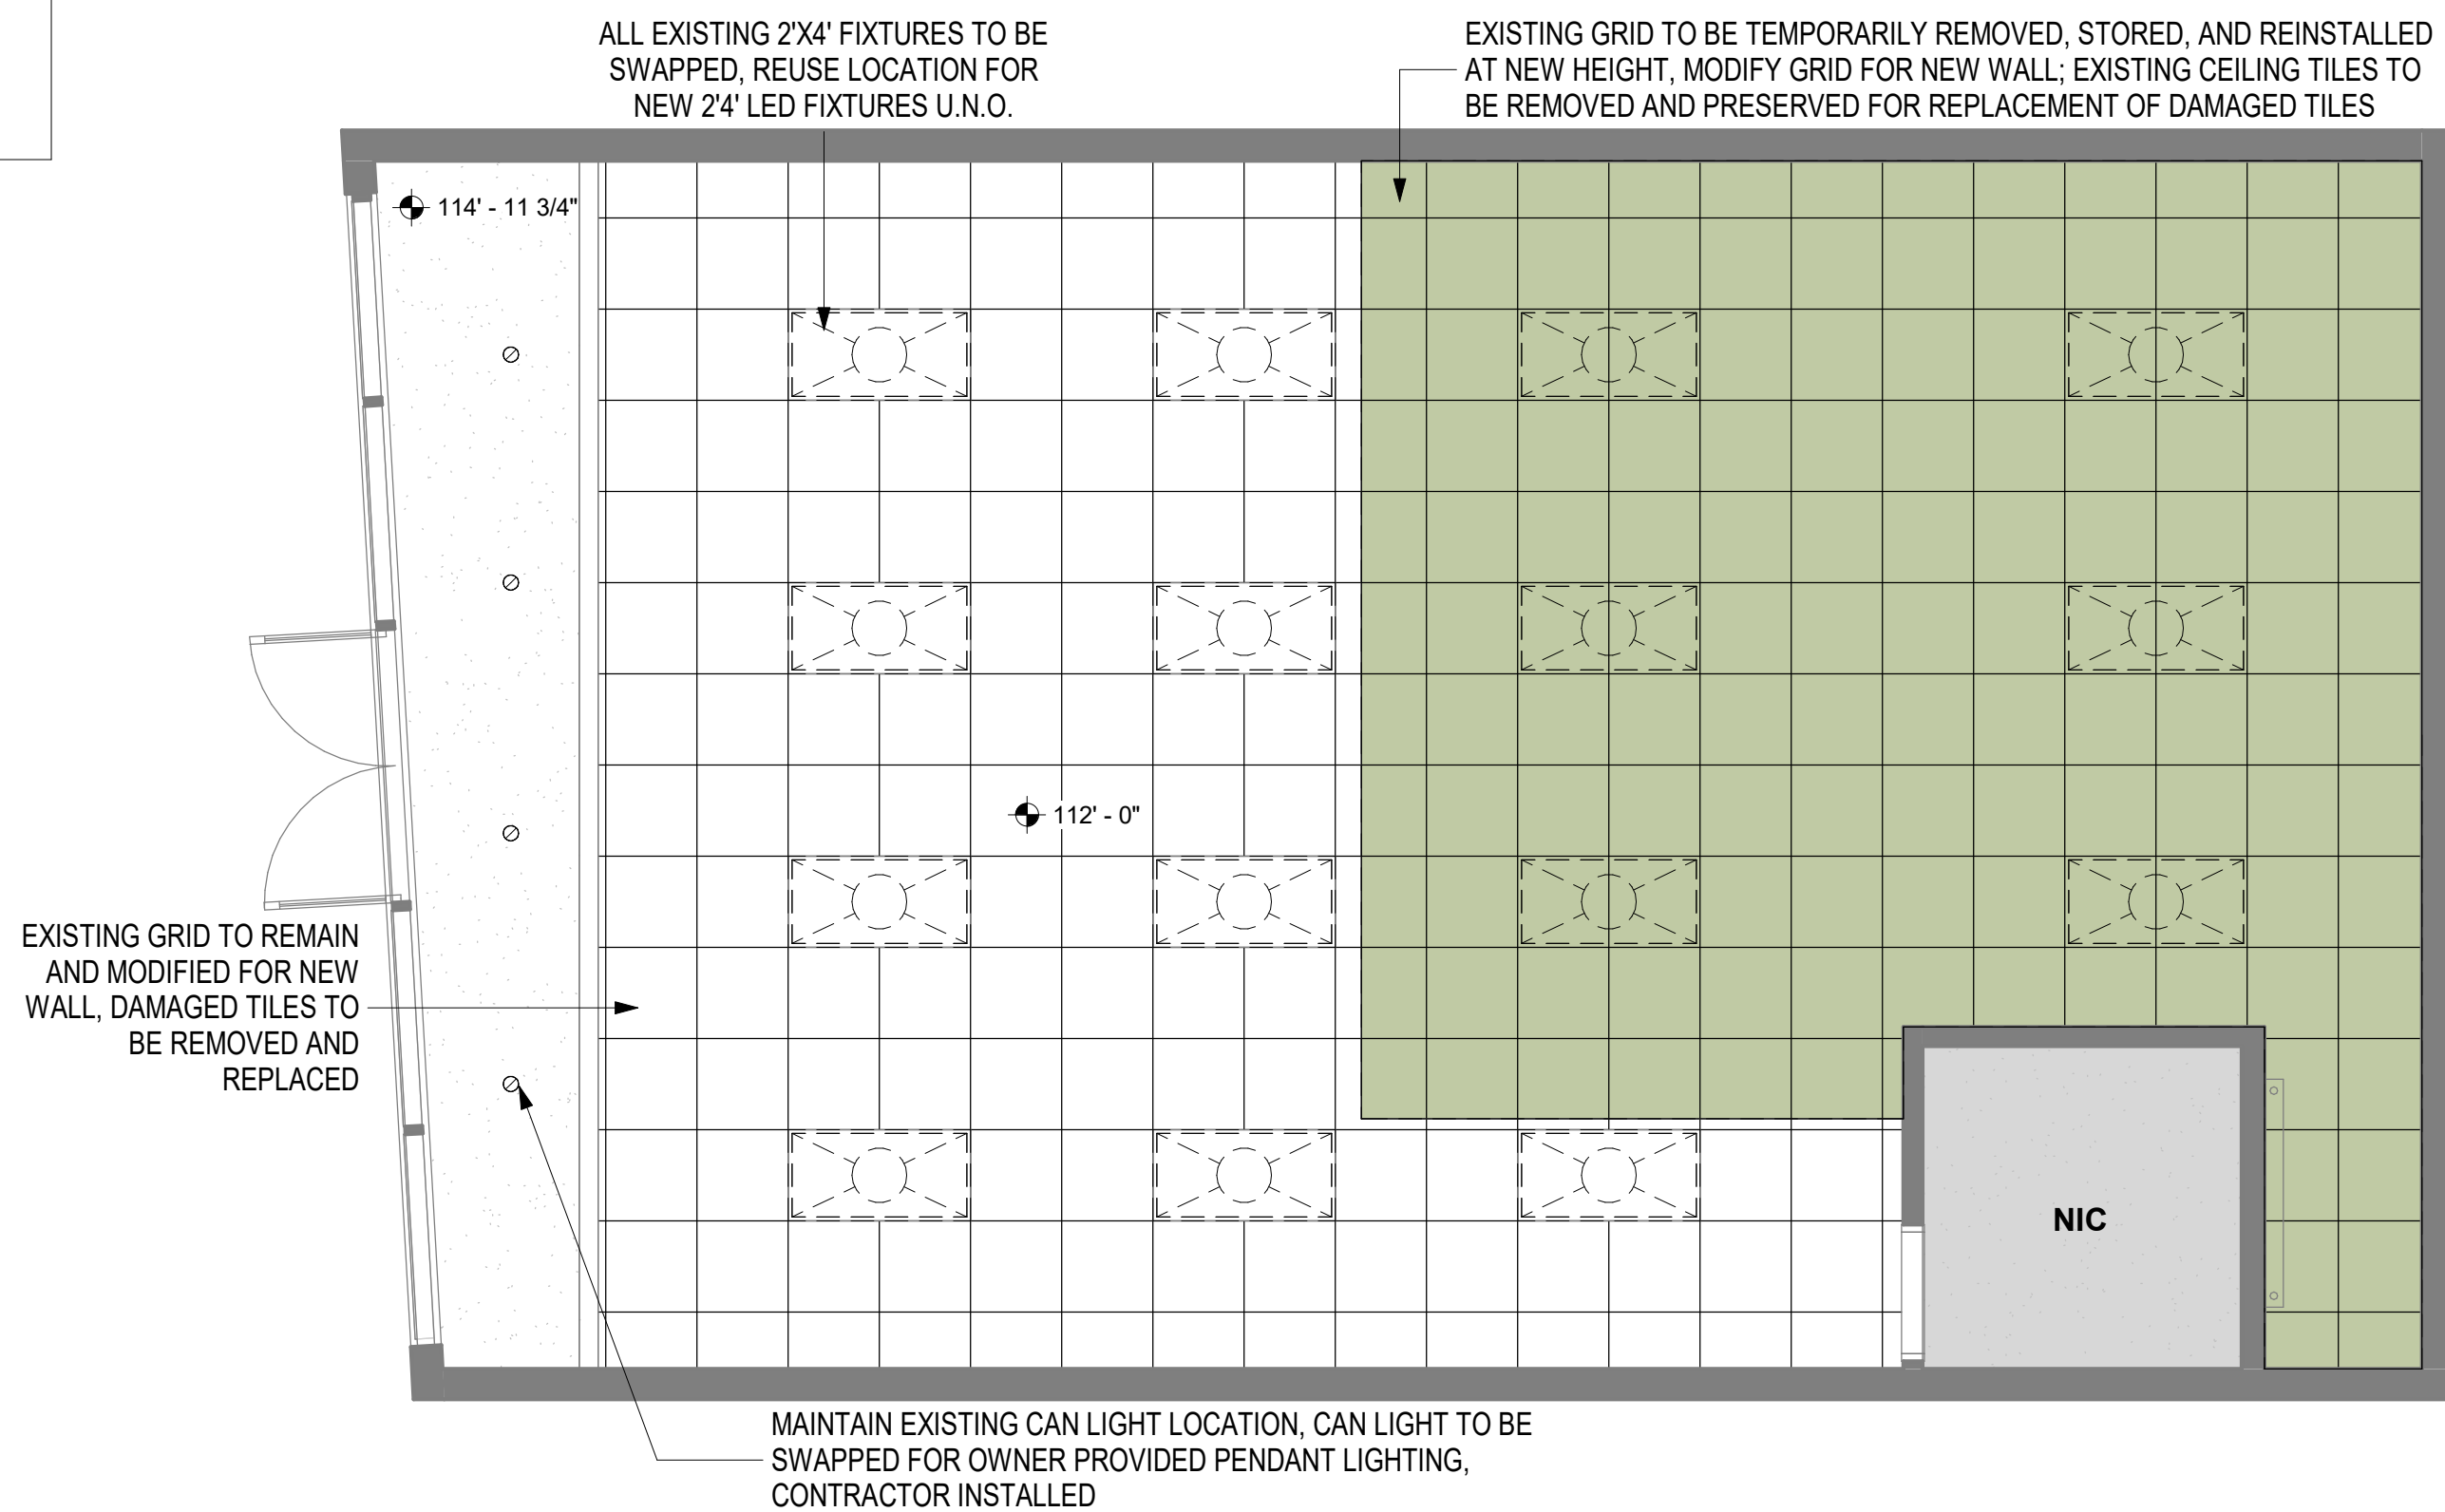 ALL EXISTING 2'X4' FIXTURES TO BE
SWAPPED, REUSE LOCATION FOR
NEW 2'4' LED FIXTURES U.N.O.
EXISTING GRID TO BE TEMPORARILY REMOVED, STORED, AND REINSTALLED
AT NEW HEIGHT, MODIFY GRID FOR NEW WALL; EXISTING CEILING TILES TO
BE REMOVED AND PRESERVED FOR REPLACEMENT OF DAMAGED TILES
114' - 11 3/4"
112' - 0"
EXISTING GRID TO REMAIN
AND MODIFIED FOR NEW
WALL, DAMAGED TILES TO
BE REMOVED AND
REPLACED
NIC
MAINTAIN EXISTING CAN LIGHT LOCATION, CAN LIGHT TO BE
SWAPPED FOR OWNER PROVIDED PENDANT LIGHTING,
CONTRACTOR INSTALLED